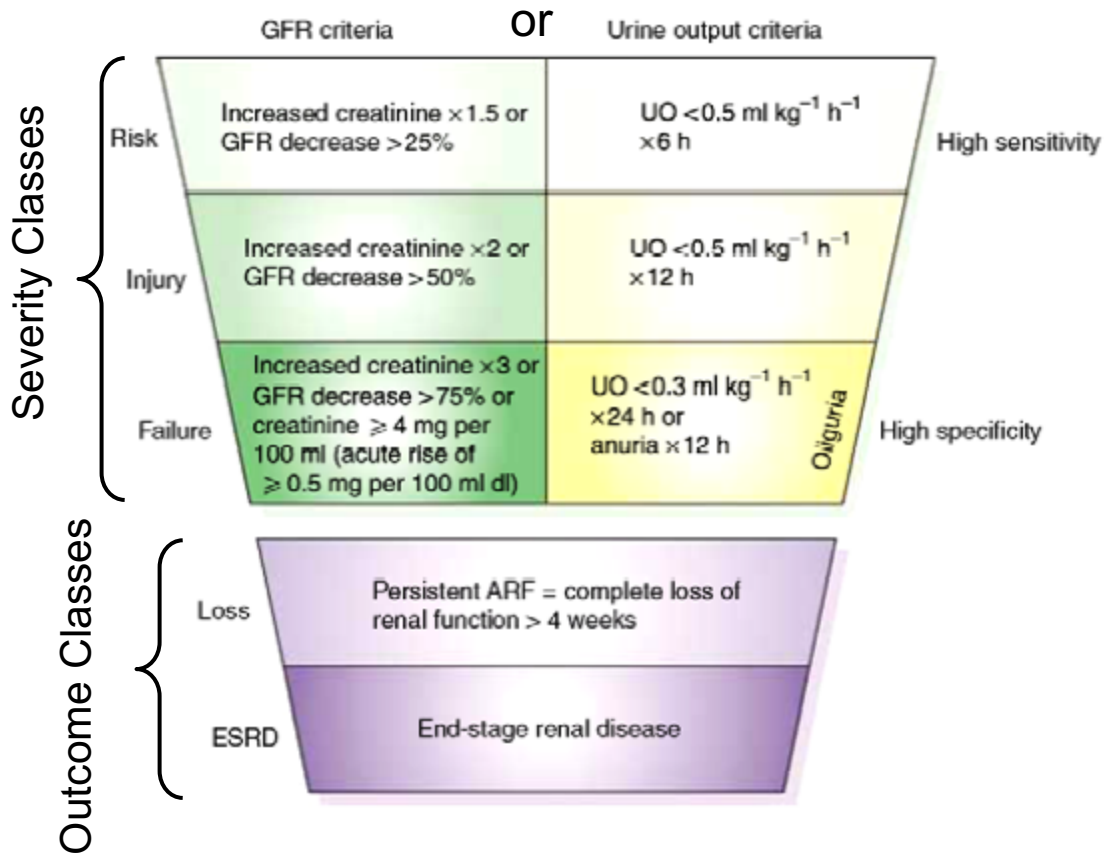 GFR criteria
or
Urine output criteria
Severity Classes
Risk
Increased creatinine ×1.5 or
GFR decrease >25%
UO <0.5 ml kg⁻¹ h⁻¹
×6 h
High sensitivity
Injury
Increased creatinine ×2 or
GFR decrease >50%
UO <0.5 ml kg⁻¹ h⁻¹
×12 h
Failure
Increased creatinine ×3 or
GFR decrease >75% or
creatinine ⩾ 4 mg per
100 ml (acute rise of
⩾ 0.5 mg per 100 ml dl)
UO <0.3 ml kg⁻¹ h⁻¹
×24 h or
anuria ×12 h
High specificity
Outcome Classes
Loss
Persistent ARF = complete loss of
renal function > 4 weeks
ESRD
End-stage renal disease